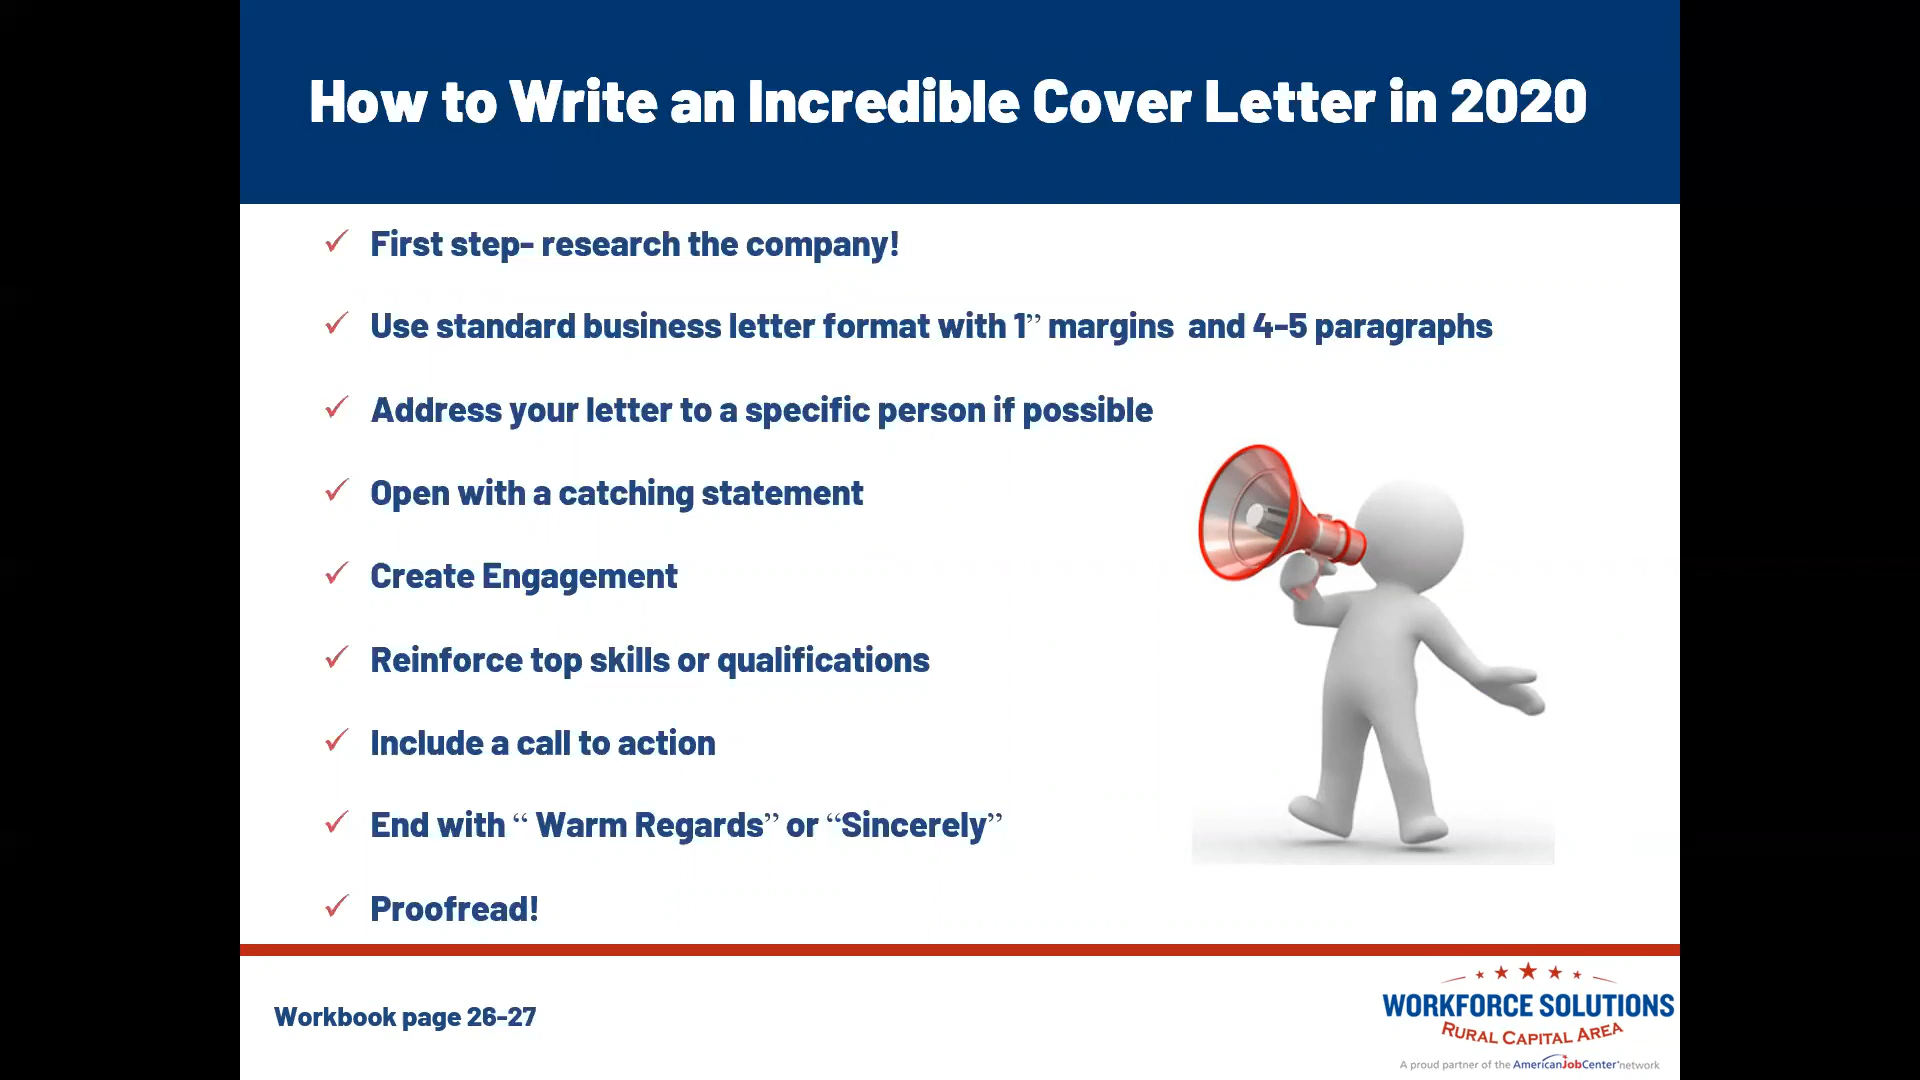 How to Write an Incredible Cover Letter in 2020
✓ First step- research the company!
✓ Use standard business letter format with 1” margins  and 4-5 paragraphs
✓ Address your letter to a specific person if possible
✓ Open with a catching statement
✓ Create Engagement
✓ Reinforce top skills or qualifications
✓ Include a call to action
✓ End with “ Warm Regards” or “Sincerely”
✓ Proofread!
Workbook page 26-27
WORKFORCE SOLUTIONS
RURAL CAPITAL AREA
A proud partner of the AmericanJobCenter network